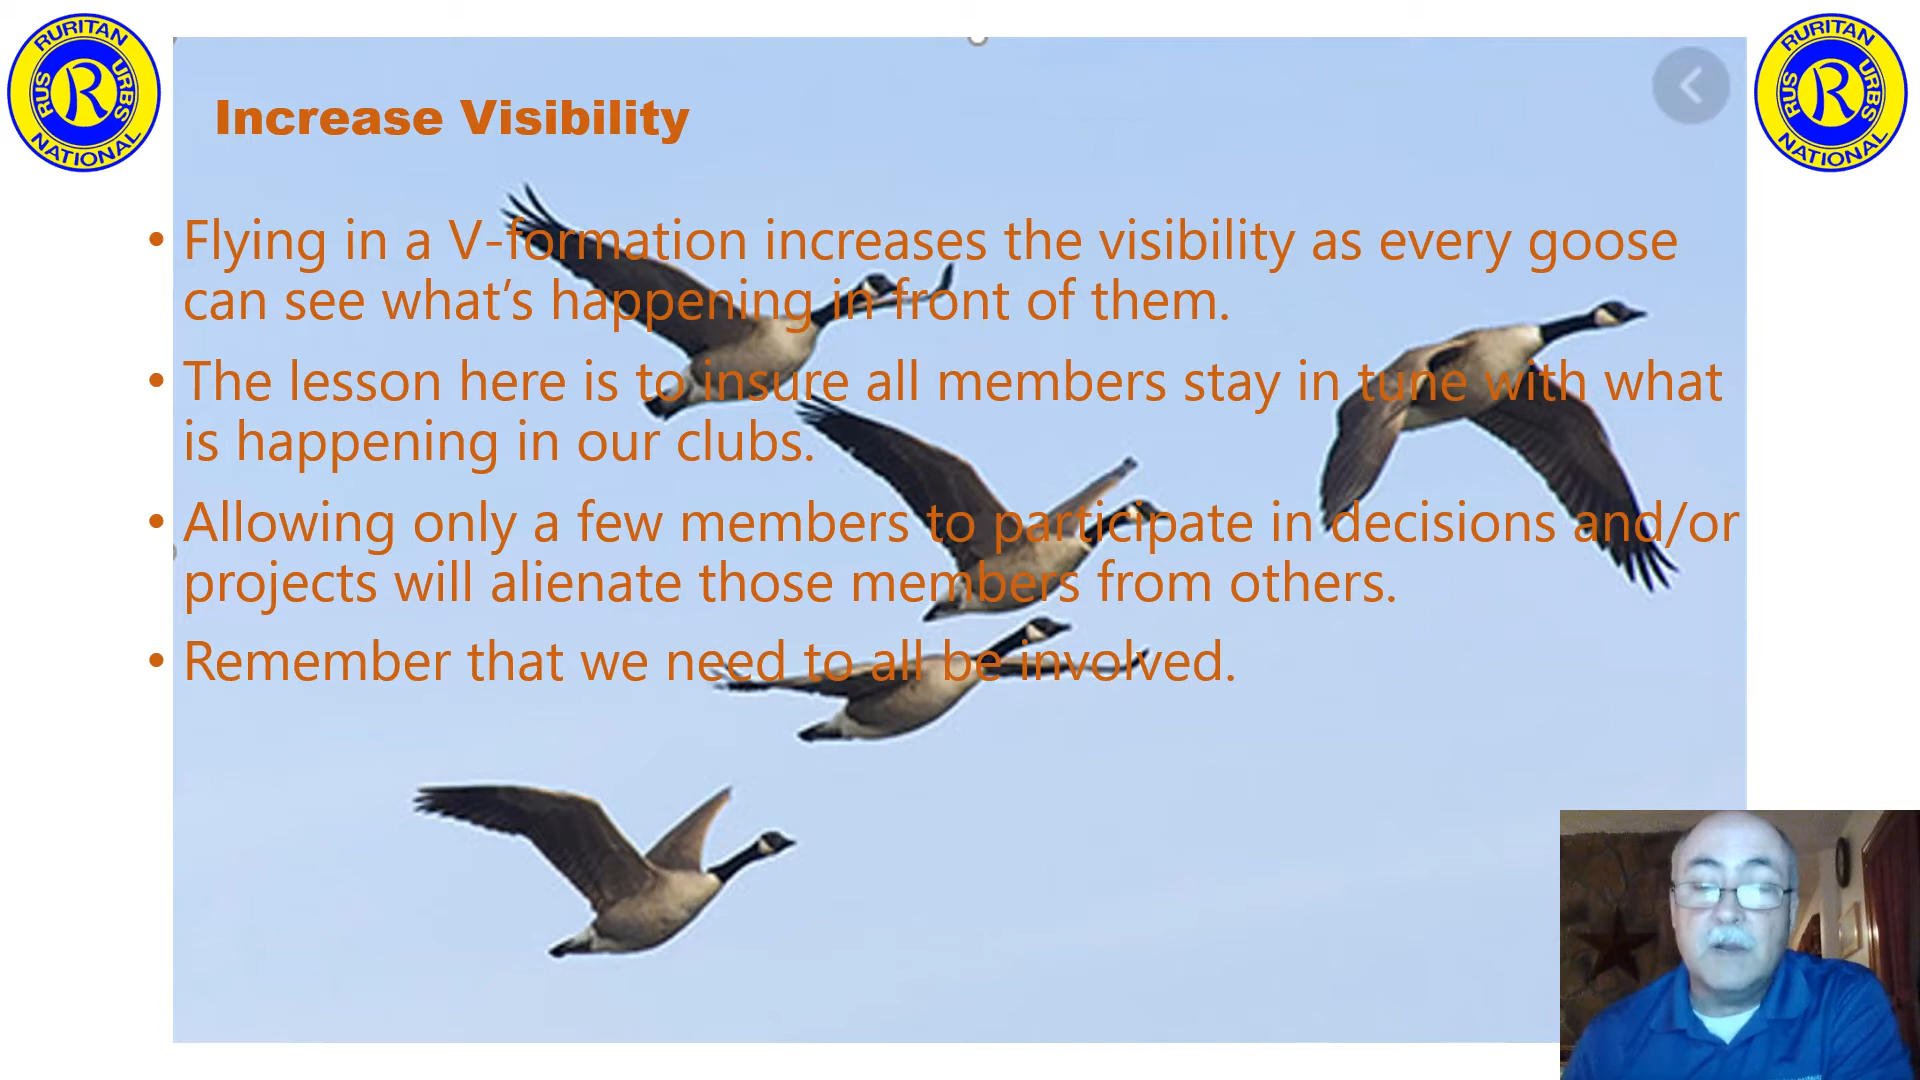 RURITAN
RUS
R
URBS
NATIONAL
RURITAN
RUS
R
URBS
NATIONAL
Increase Visibility
• Flying in a V-formation increases the visibility as every goose
can see what’s happening in front of them.
• The lesson here is to insure all members stay in tune with what
is happening in our clubs.
• Allowing only a few members to participate in decisions and/or
projects will alienate those members from others.
• Remember that we need to all be involved.